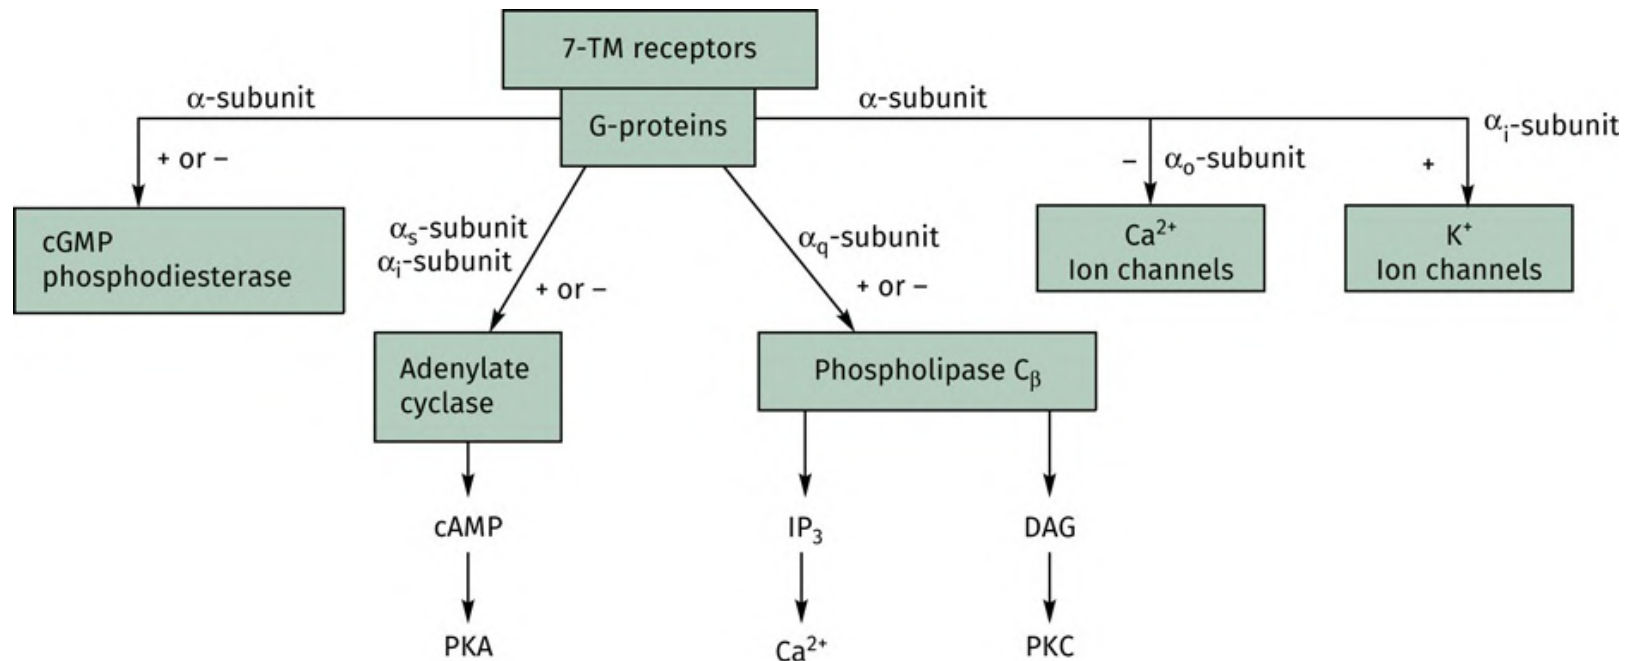 7-TM receptors
G-proteins
α-subunit
+ or –
cGMP
phosphodiesterase
αs-subunit
αi-subunit
+ or –
Adenylate
cyclase
cAMP
PKA
αq-subunit
+ or –
Phospholipase Cβ
IP3
Ca2+
DAG
PKC
α-subunit
– αo-subunit
Ca2+
Ion channels
αi-subunit
+
K+
Ion channels